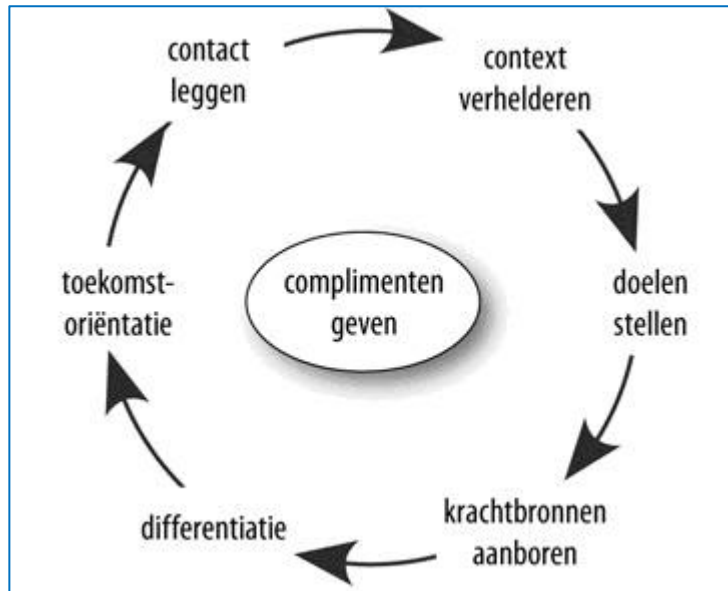 contact
leggen
context
verhelderen
doelen
stellen
krachtbronnen
aanboren
differentiatie
toekomst-
oriëntatie
complimenten
geven